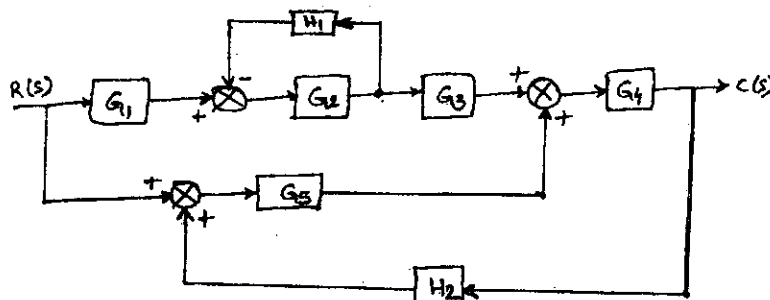 H1
R(S)
G1
+
-
G2
G3
+
+
G4
C(S)
+
+
G5
H2